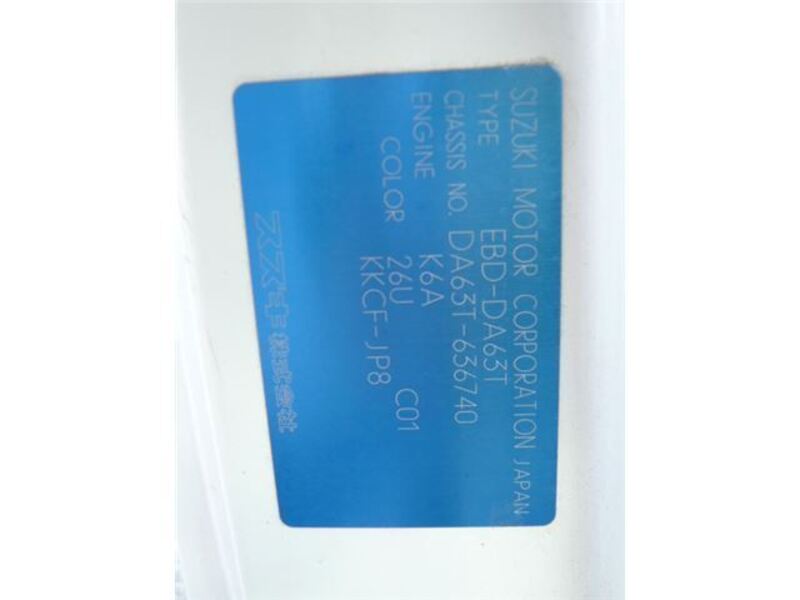 SUZUKI MOTOR CORPORATION JAPAN
TYPE EBD-DA63T
CHASSIS NO. DA63T-636740
ENGINE K6A
COLOR 26U C01
KKCF-JP8
スズキ株式会社